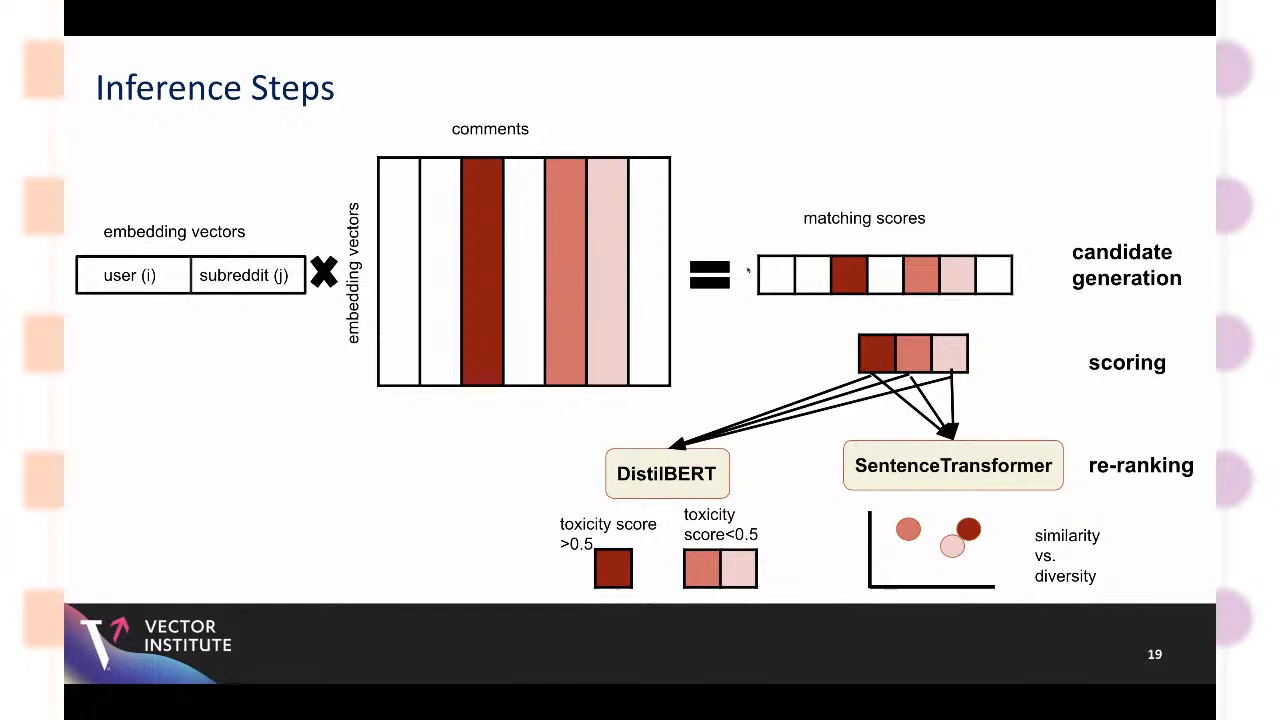 Inference Steps
comments
embedding vectors
user (i)
subreddit (j)
embedding vectors
matching scores
candidate
generation
scoring
DistilBERT
SentenceTransformer
re-ranking
toxicity score
>0.5
toxicity
score<0.5
similarity
vs.
diversity
VECTOR
INSTITUTE
19